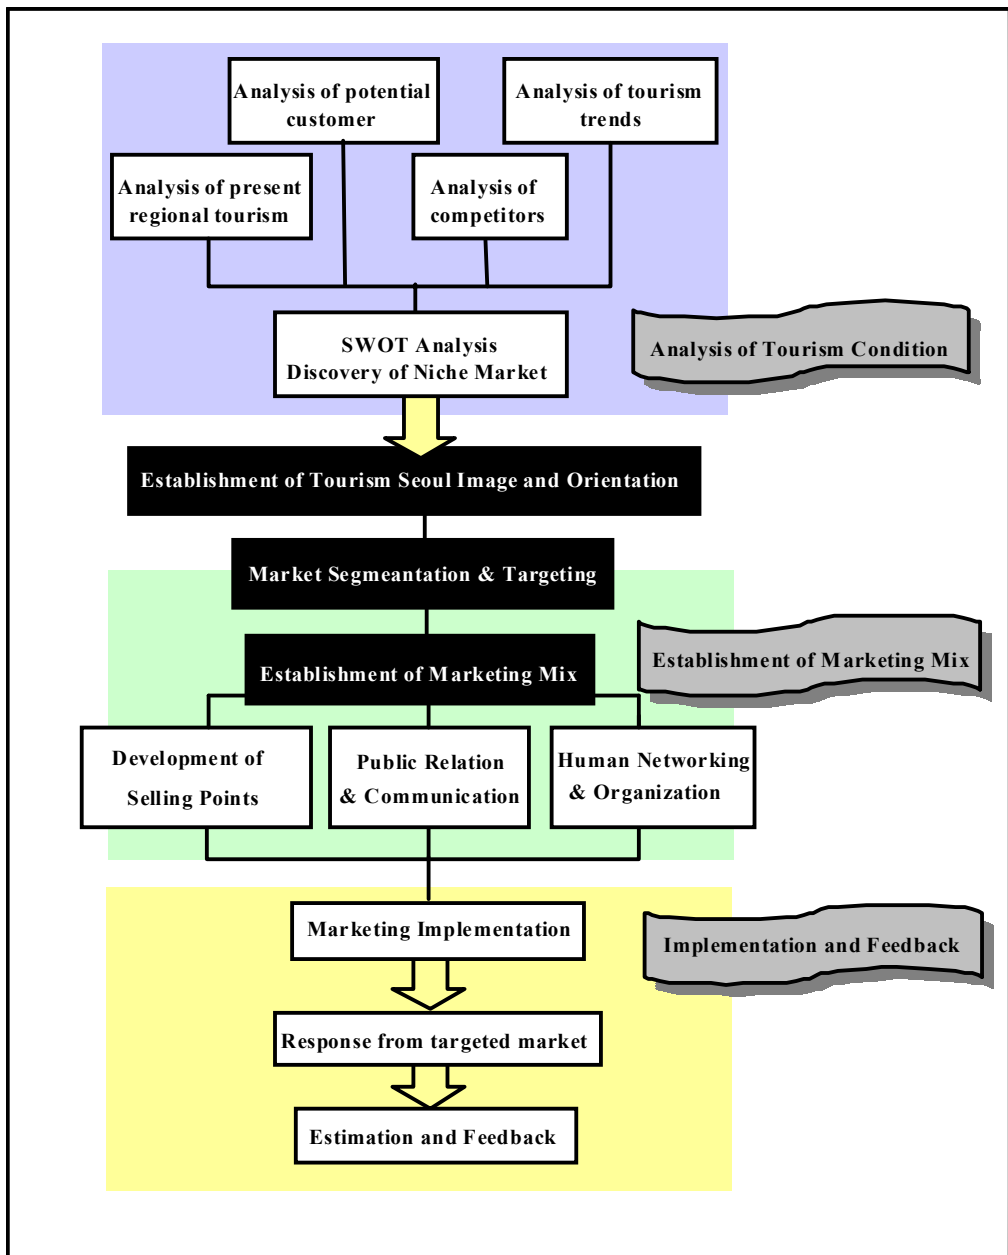 Analysis of potential
customer
Analysis of tourism
trends
Analysis of present
regional tourism
Analysis of
competitors
SWOT Analysis
Discovery of Niche Market
Analysis of Tourism Condition
Establishment of Tourism Seoul Image and Orientation
Market Segmeantation & Targeting
Establishment of Marketing Mix
Establishment of Marketing Mix
Development of
Selling Points
Public Relation
& Communication
Human Networking
& Organization
Marketing Implementation
Implementation and Feedback
Response from targeted market
Estimation and Feedback